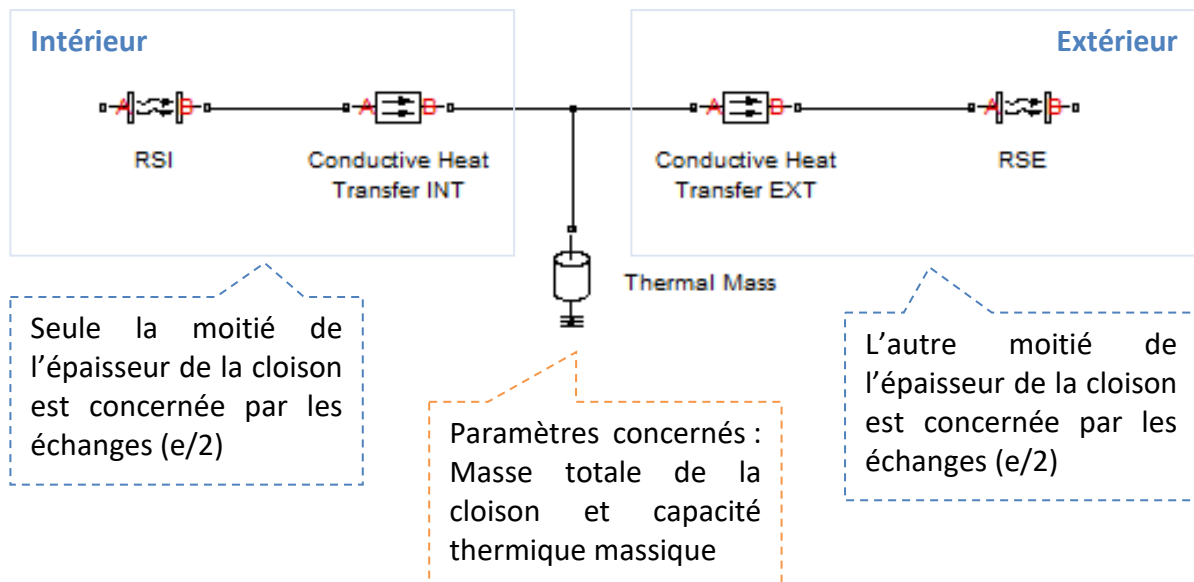 Intérieur
Extérieur
A B
A B
A B
A B
RSI
Conductive Heat
Transfer INT
Conductive Heat
Transfer EXT
RSE
Thermal Mass
Seule la moitié de
l’épaisseur de la cloison
est concernée par les
échanges (e/2)
Paramètres concernés :
Masse totale de la
cloison et capacité
thermique massique
L’autre moitié de
l’épaisseur de la cloison
est concernée par les
échanges (e/2)